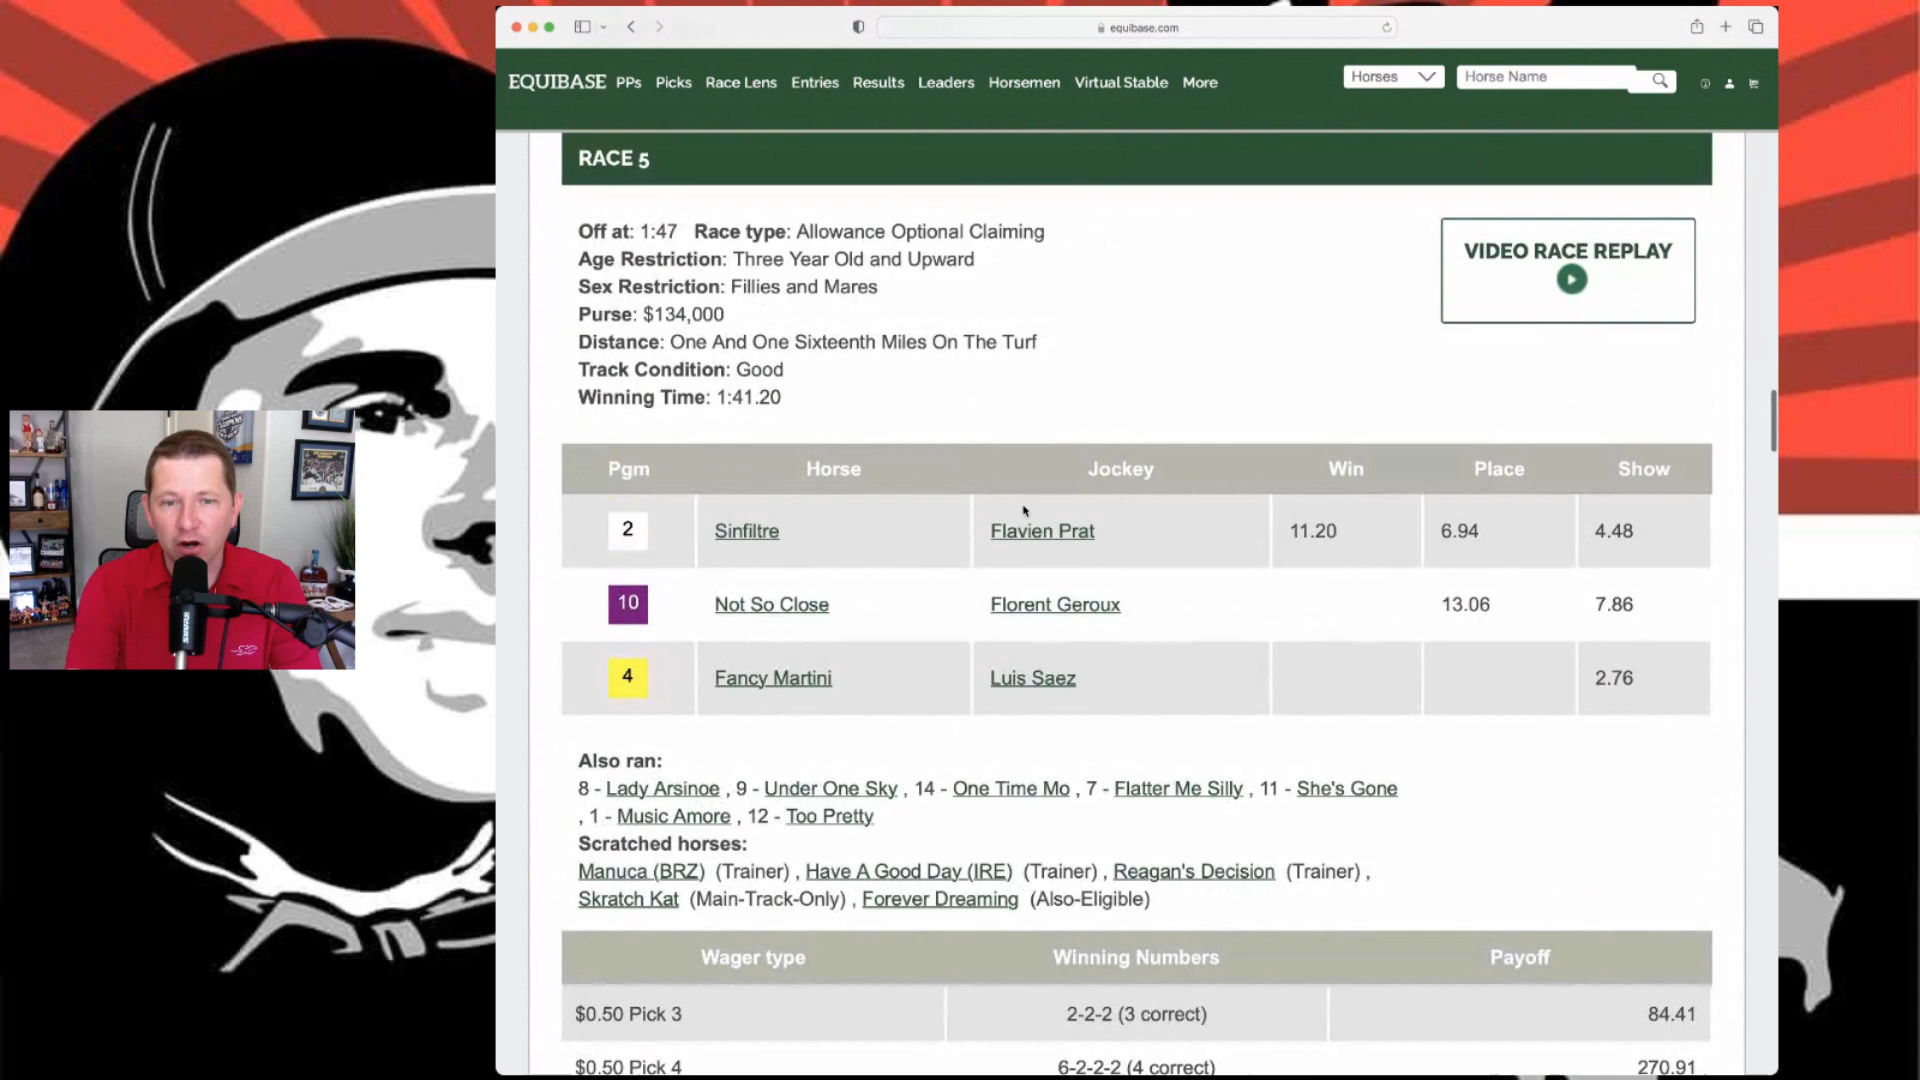 equibase.com
EQUIBASE PPs Picks Race Lens Entries Results Leaders Horsemen Virtual Stable More Horses Horse Name
RACE 5
Off at: 1:47 Race type: Allowance Optional Claiming
Age Restriction: Three Year Old and Upward
Sex Restriction: Fillies and Mares
Purse: $134,000
Distance: One And One Sixteenth Miles On The Turf
Track Condition: Good
Winning Time: 1:41.20
VIDEO RACE REPLAY
Pgm Horse Jockey Win Place Show
2 Sinfiltre Flavien Prat 11.20 6.94 4.48
10 Not So Close Florent Geroux 13.06 7.86
4 Fancy Martini Luis Saez 2.76
Also ran:
8 - Lady Arsinoe , 9 - Under One Sky , 14 - One Time Mo , 7 - Flatter Me Silly , 11 - She's Gone
, 1 - Music Amore , 12 - Too Pretty
Scratched horses:
Manuca (BRZ) (Trainer) , Have A Good Day (IRE) (Trainer) , Reagan's Decision (Trainer) ,
Skratch Kat (Main-Track-Only) , Forever Dreaming (Also-Eligible)
Wager type Winning Numbers Payoff
$0.50 Pick 3 2-2-2 (3 correct) 84.41
$0.50 Pick 4 6-2-2-2 (4 correct) 270.91
SHURE